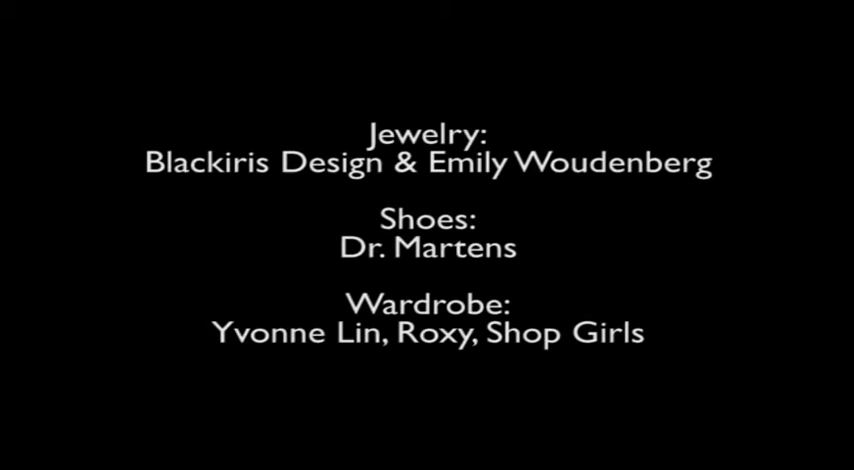 Jewelry:
Blackiris Design & Emily Woudenberg
Shoes:
Dr. Martens
Wardrobe:
Yvonne Lin, Roxy, Shop Girls